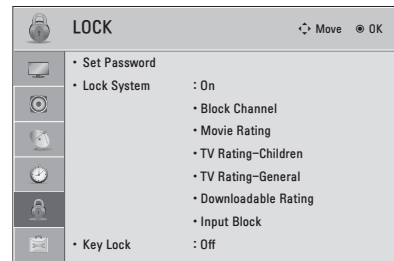 LOCK Move OK
• Set Password
• Lock System : On
• Block Channel
• Movie Rating
• TV Rating-Children
• TV Rating-General
• Downloadable Rating
• Input Block
• Key Lock : Off